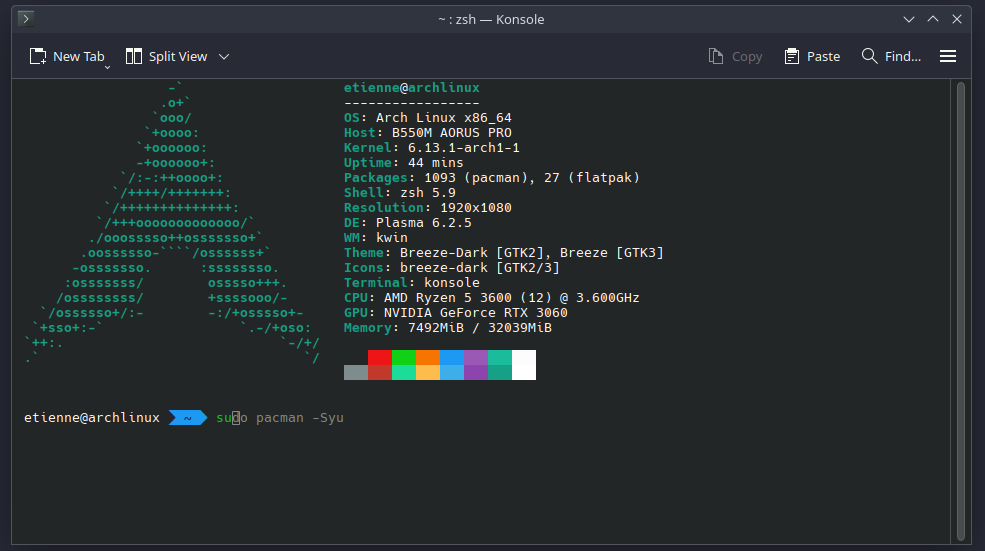 ~ : zsh — Konsole
New Tab Split View Copy Paste Find...
-`
.o+`
`ooo/
`+oooo:
`+oooooo:
-+oooooo+:
`/:-:++oooo+:
`/++++/+++++++:
`/++++++++++++++:
`/+++ooooooooooooo/`
./ooosssso++osssssso+`
.oossssso-````/ossssss+`
-osssssso. :ssssssso.
:osssssss/ osssso+++.
/ossssssss/ +ssssooo/-
`/ossssso+/:- -:/+osssso+-
`+sso+:-` `.-/+oso:
`++:. `-/+/
.` `/
etienne@archlinux
-----------------
OS: Arch Linux x86_64
Host: B550M AORUS PRO
Kernel: 6.13.1-arch1-1
Uptime: 44 mins
Packages: 1093 (pacman), 27 (flatpak)
Shell: zsh 5.9
Resolution: 1920x1080
DE: Plasma 6.2.5
WM: kwin
Theme: Breeze-Dark [GTK2], Breeze [GTK3]
Icons: breeze-dark [GTK2/3]
Terminal: konsole
CPU: AMD Ryzen 5 3600 (12) @ 3.600GHz
GPU: NVIDIA GeForce RTX 3060
Memory: 7492MiB / 32039MiB
etienne@archlinux ~ sudo pacman -Syu